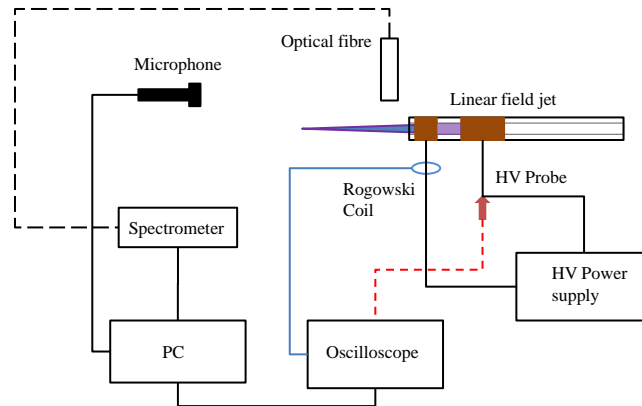 Optical fibre
Microphone
Linear field jet
HV Probe
Rogowski
Coil
Spectrometer
HV Power
supply
PC
Oscilloscope